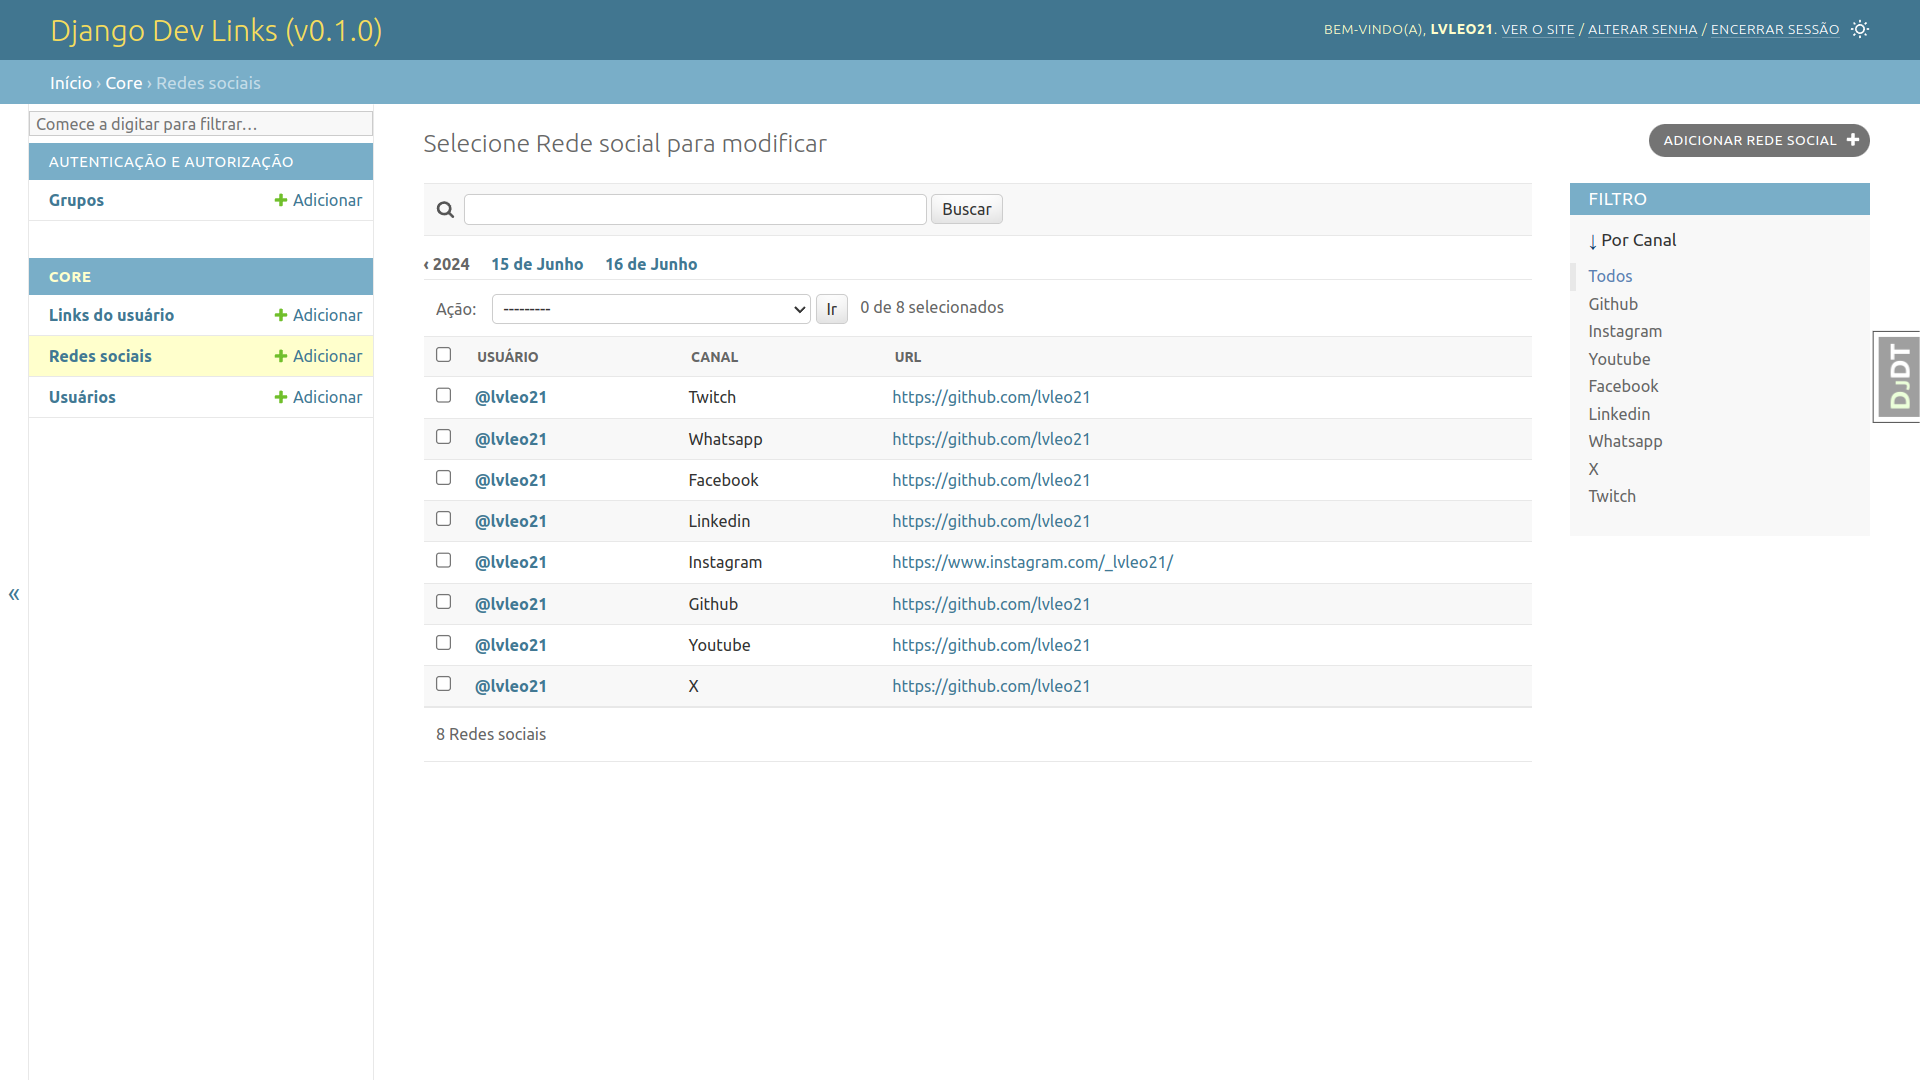 Django Dev Links (v0.1.0)
BEM-VINDO(A), LVLEO21. VER O SITE / ALTERAR SENHA / ENCERRAR SESSÃO
Início › Core › Redes sociais
Comece a digitar para filtrar…
AUTENTICAÇÃO E AUTORIZAÇÃO
Grupos Adicionar
CORE
Links do usuário Adicionar
Redes sociais Adicionar
Usuários Adicionar
«
Selecione Rede social para modificar
ADICIONAR REDE SOCIAL
Buscar
‹ 2024 15 de Junho 16 de Junho
Ação: --------- Ir 0 de 8 selecionados
USUÁRIO CANAL URL
@lvleo21 Twitch https://github.com/lvleo21
@lvleo21 Whatsapp https://github.com/lvleo21
@lvleo21 Facebook https://github.com/lvleo21
@lvleo21 Linkedin https://github.com/lvleo21
@lvleo21 Instagram https://www.instagram.com/_lvleo21/
@lvleo21 Github https://github.com/lvleo21
@lvleo21 Youtube https://github.com/lvleo21
@lvleo21 X https://github.com/lvleo21
8 Redes sociais
FILTRO
↓ Por Canal
Todos
Github
Instagram
Youtube
Facebook
Linkedin
Whatsapp
X
Twitch
DJDT